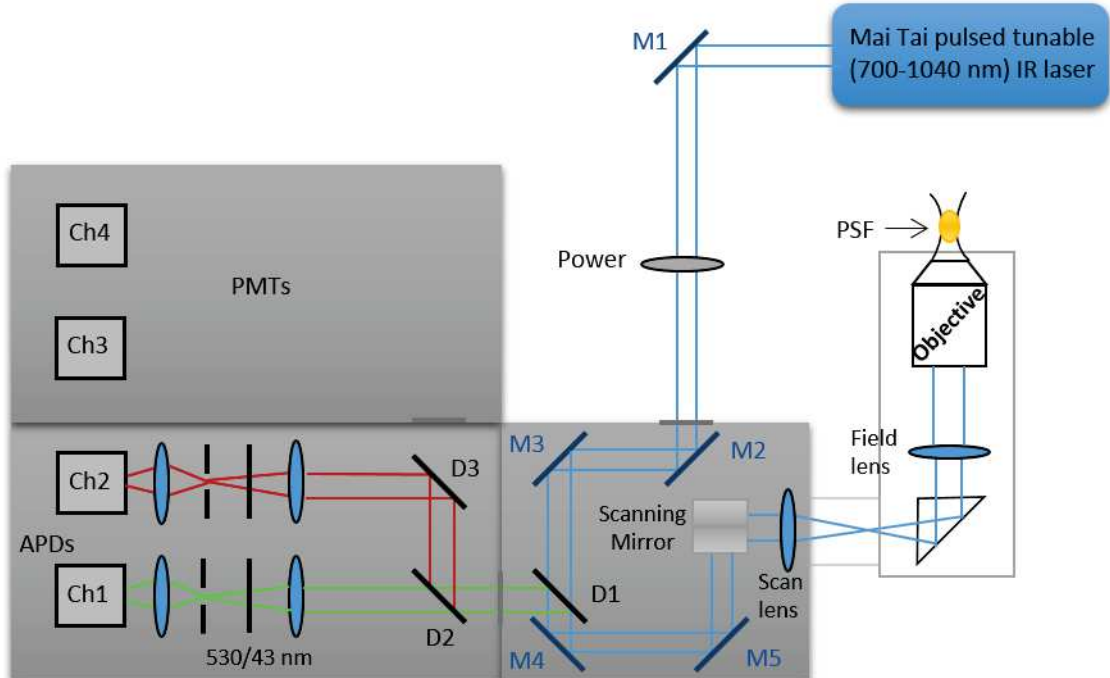 M1
Mai Tai pulsed tunable
(700-1040 nm) IR laser
Ch4
PMTs
Ch3
Power
PSF
Objective
M3
M2
Field
lens
Ch2
D3
Scanning
Mirror
APDs
Ch1
D1
Scan
lens
D2
530/43 nm
M4
M5